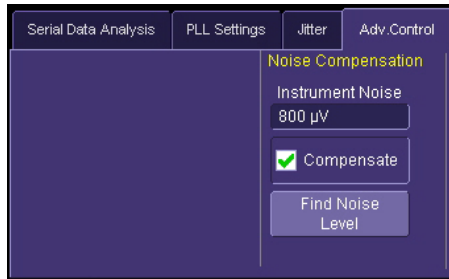 Serial Data Analysis
PLL Settings
Jitter
Adv.Control
Noise Compensation
Instrument Noise
800 µV
Compensate
Find Noise
Level